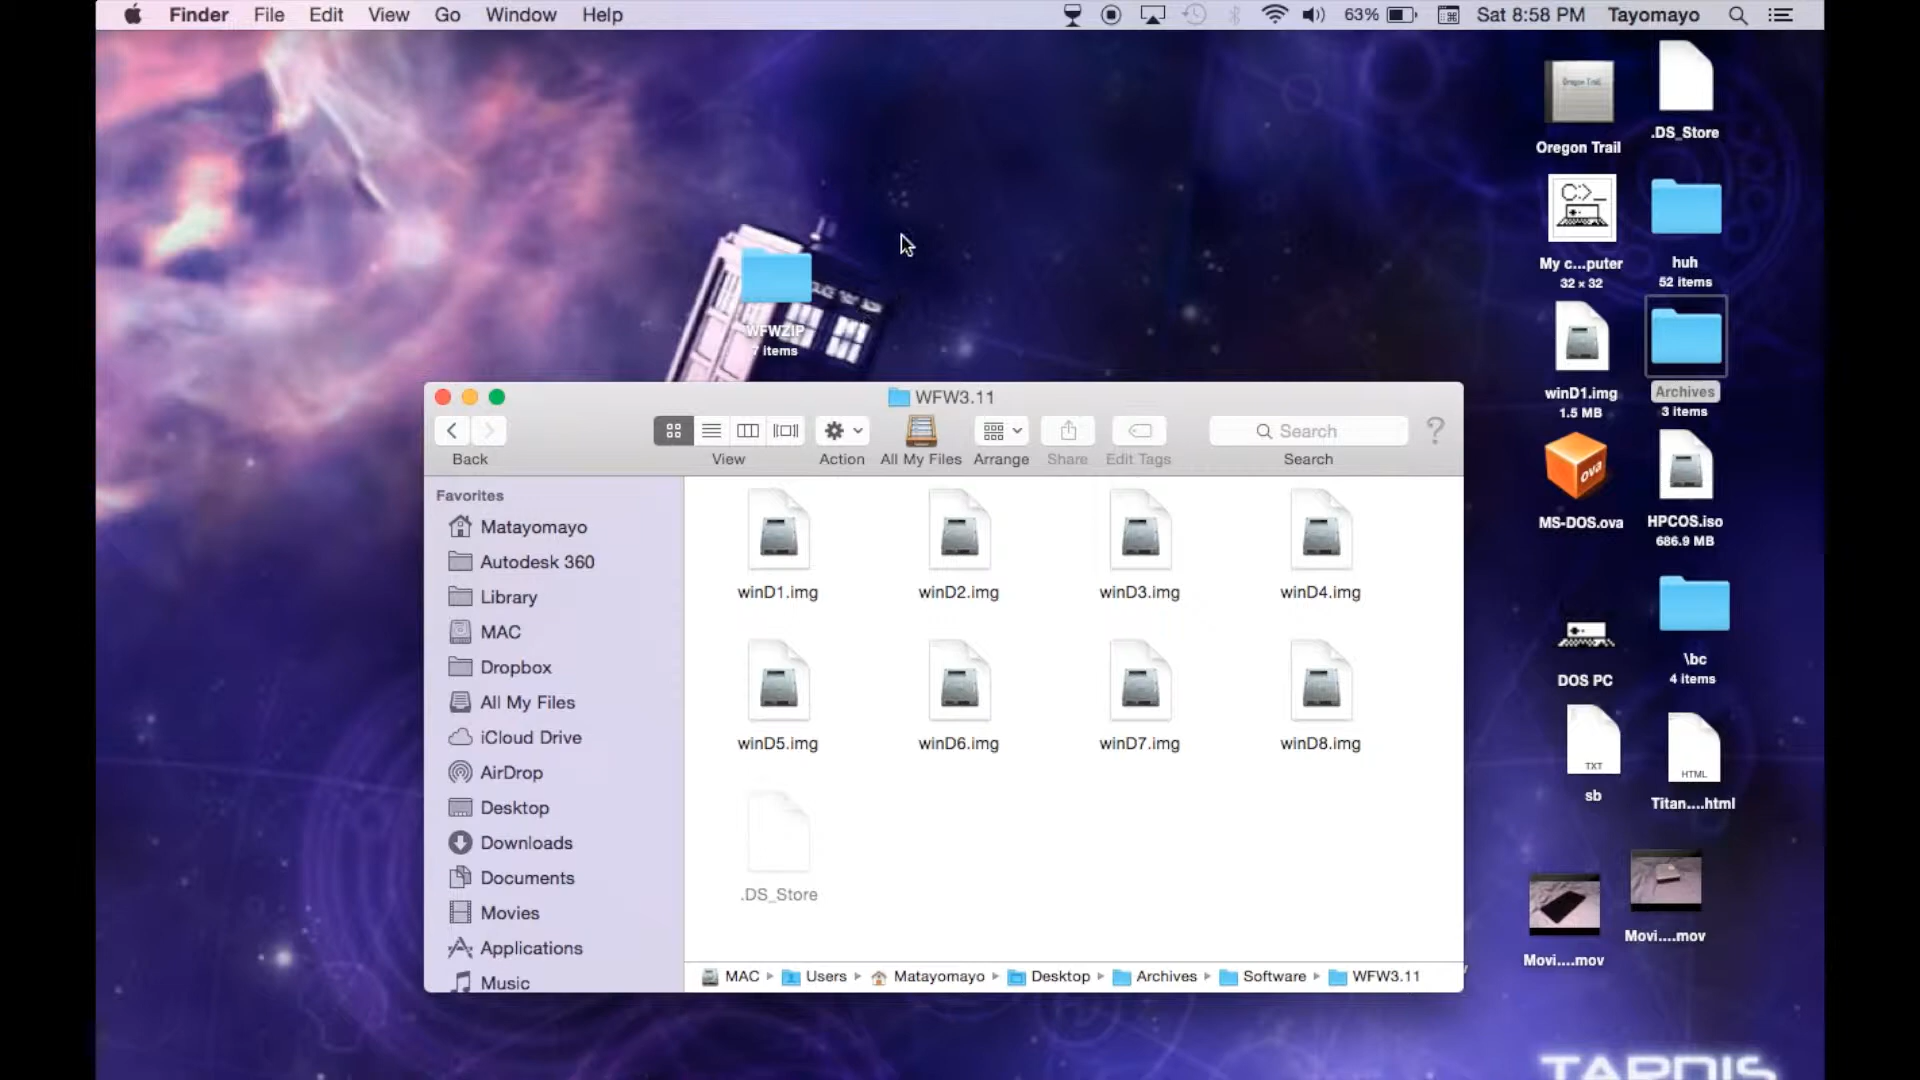 Finder File Edit View Go Window Help 63% Sat 8:58 PM Tayomayo
Oregon Trail
Oregon Trail
.DS_Store
C:>_
My c...puter
32 × 32
huh
52 items
winD1.img
1.5 MB
Archives
3 items
ova
MS-DOS.ova
HPCOS.iso
686.9 MB
DOS PC
\bc
4 items
TXT
sb
HTML
Titan....html
Movi....mov
Movi....mov
WFWZIP
7 items
WFW3.11
Search
Back View Action All My Files Arrange Share Edit Tags Search
Favorites
Matayomayo
Autodesk 360
Library
MAC
Dropbox
All My Files
iCloud Drive
AirDrop
Desktop
Downloads
Documents
Movies
Applications
Music
winD1.img winD2.img winD3.img winD4.img
winD5.img winD6.img winD7.img winD8.img
.DS_Store
MAC Users Matayomayo Desktop Archives Software WFW3.11
TARDIS